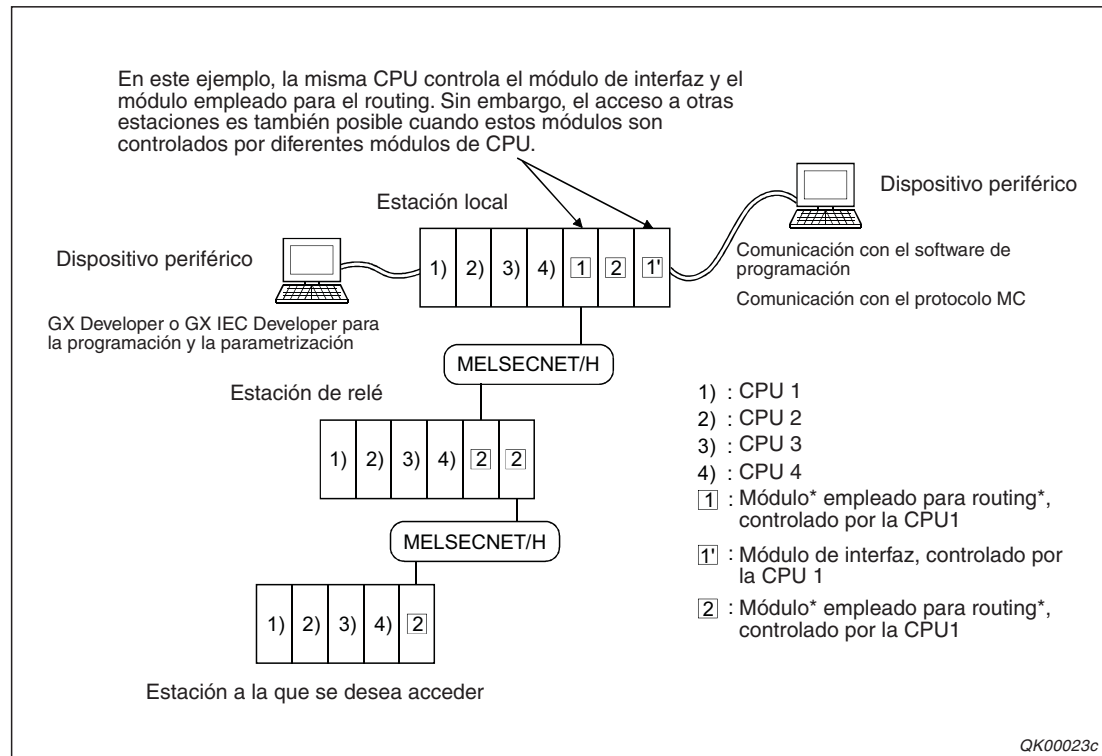 En este ejemplo, la misma CPU controla el módulo de interfaz y el
módulo empleado para el routing. Sin embargo, el acceso a otras
estaciones es también posible cuando estos módulos son
controlados por diferentes módulos de CPU.
Estación local
Dispositivo periférico
Dispositivo periférico
1) 2) 3) 4) 1 2 1'
Comunicación con el software de
programación
Comunicación con el protocolo MC
GX Developer o GX IEC Developer para
la programación y la parametrización
MELSECNET/H
Estación de relé
1) 2) 3) 4) 2 2
MELSECNET/H
1) 2) 3) 4) 2
Estación a la que se desea acceder
1) : CPU 1
2) : CPU 2
3) : CPU 3
4) : CPU 4
1 : Módulo* empleado para routing*,
controlado por la CPU1
1' : Módulo de interfaz, controlado por
la CPU 1
2 : Módulo* empleado para routing*,
controlado por la CPU1
QK00023c